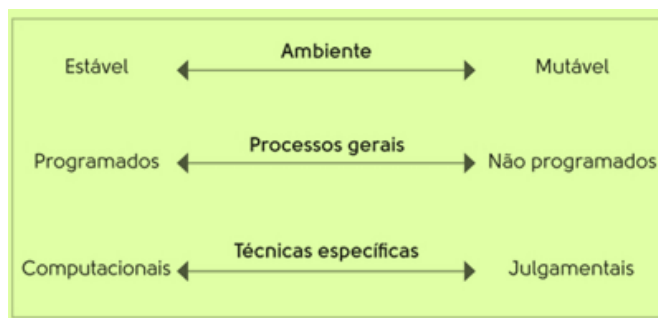 Ambiente
Estável Mutável
Processos gerais
Programados Não programados
Técnicas específicas
Computacionais Julgamentais